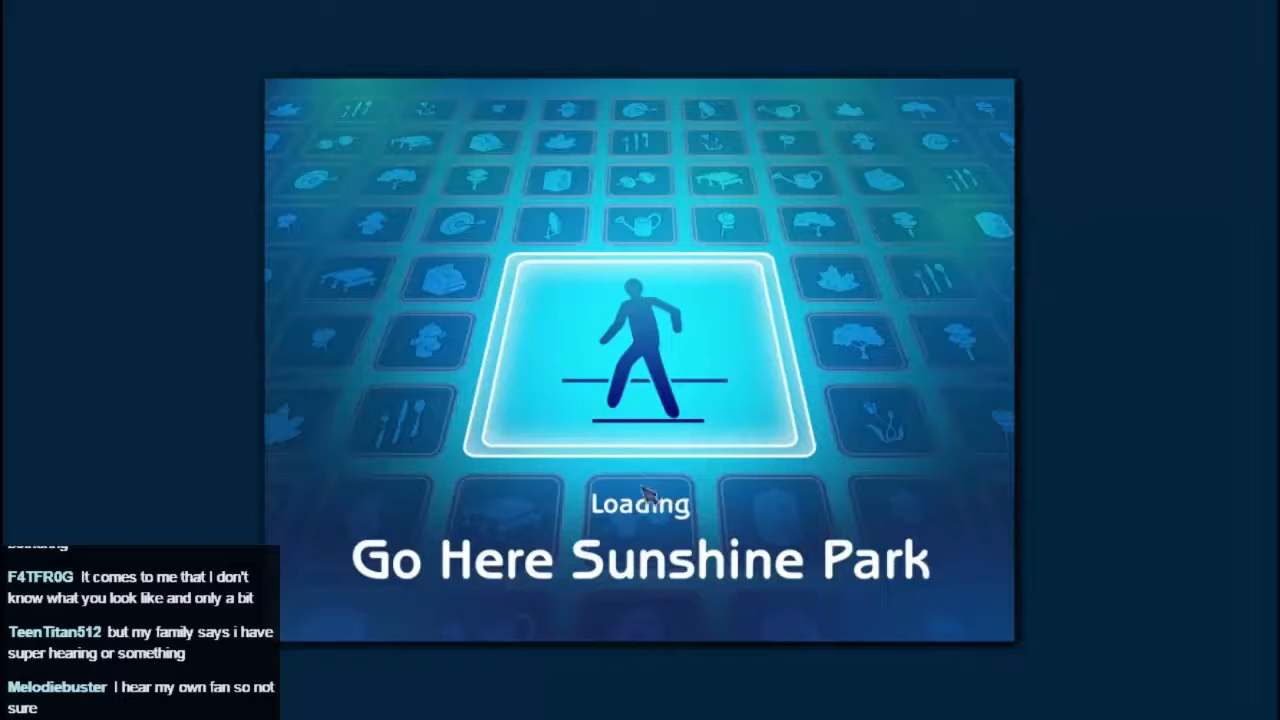 Loading
Go Here Sunshine Park
F4TFR0G It comes to me that I don't
know what you look like and only a bit
TeenTitan512 but my family says i have
super hearing or something
Melodiebuster I hear my own fan so not
sure